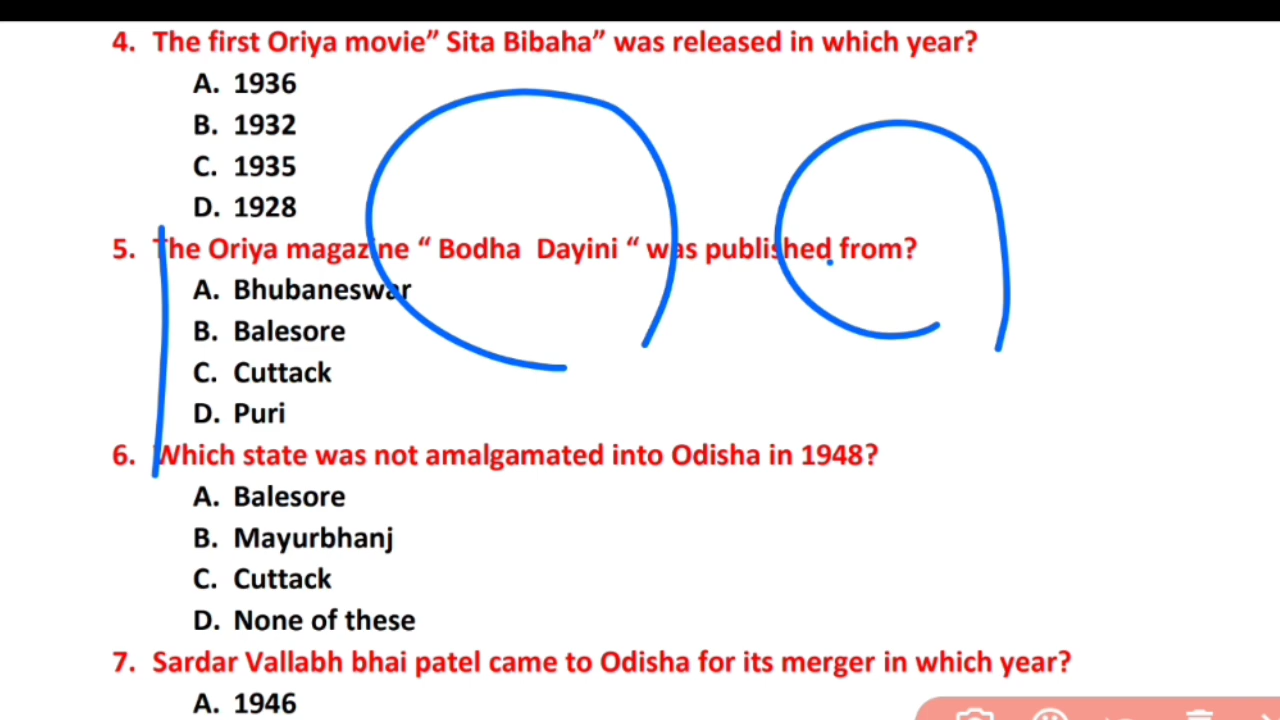 4. The first Oriya movie” Sita Bibaha” was released in which year?
A. 1936
B. 1932
C. 1935
D. 1928
5. The Oriya magazine “ Bodha Dayini “ was published from?
A. Bhubaneswar
B. Balesore
C. Cuttack
D. Puri
6. Which state was not amalgamated into Odisha in 1948?
A. Balesore
B. Mayurbhanj
C. Cuttack
D. None of these
7. Sardar Vallabh bhai patel came to Odisha for its merger in which year?
A. 1946